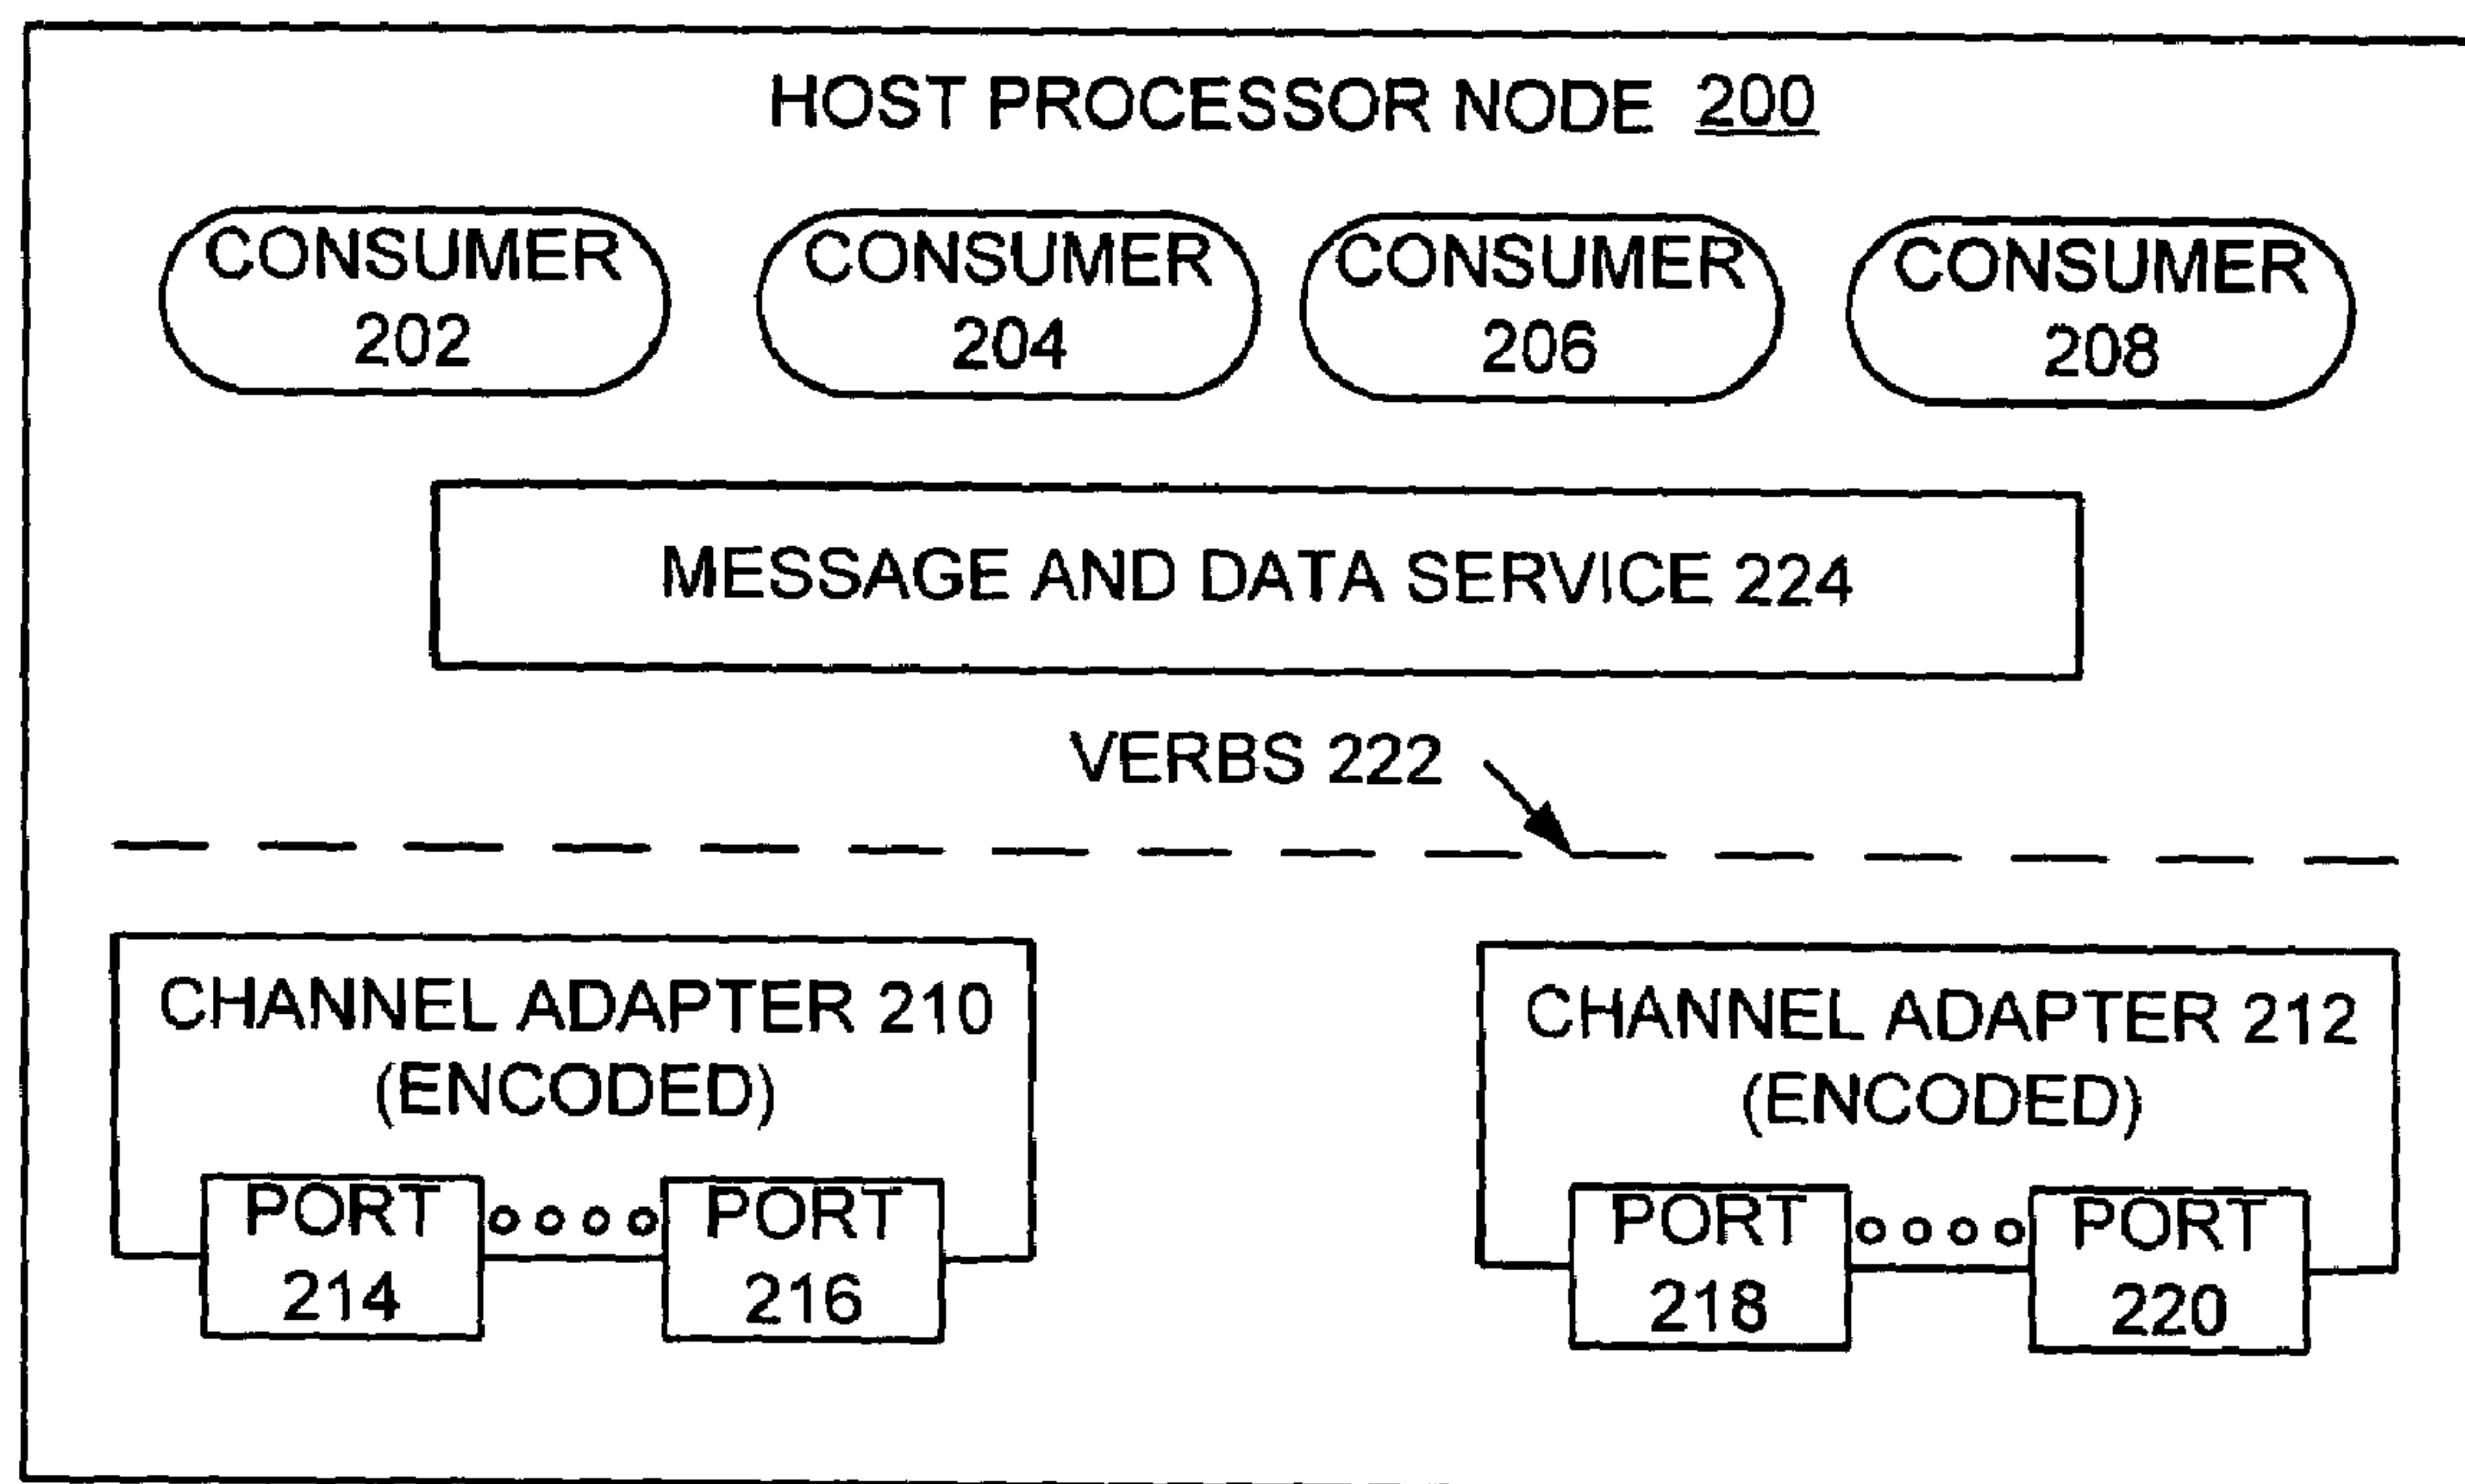 HOST PROCESSOR NODE 200
CONSUMER
202
CONSUMER
204
CONSUMER
206
CONSUMER
208
MESSAGE AND DATA SERVICE 224
VERBS 222
CHANNEL ADAPTER 210
(ENCODED)
PORT
214
PORT
216
CHANNEL ADAPTER 212
(ENCODED)
PORT
218
PORT
220